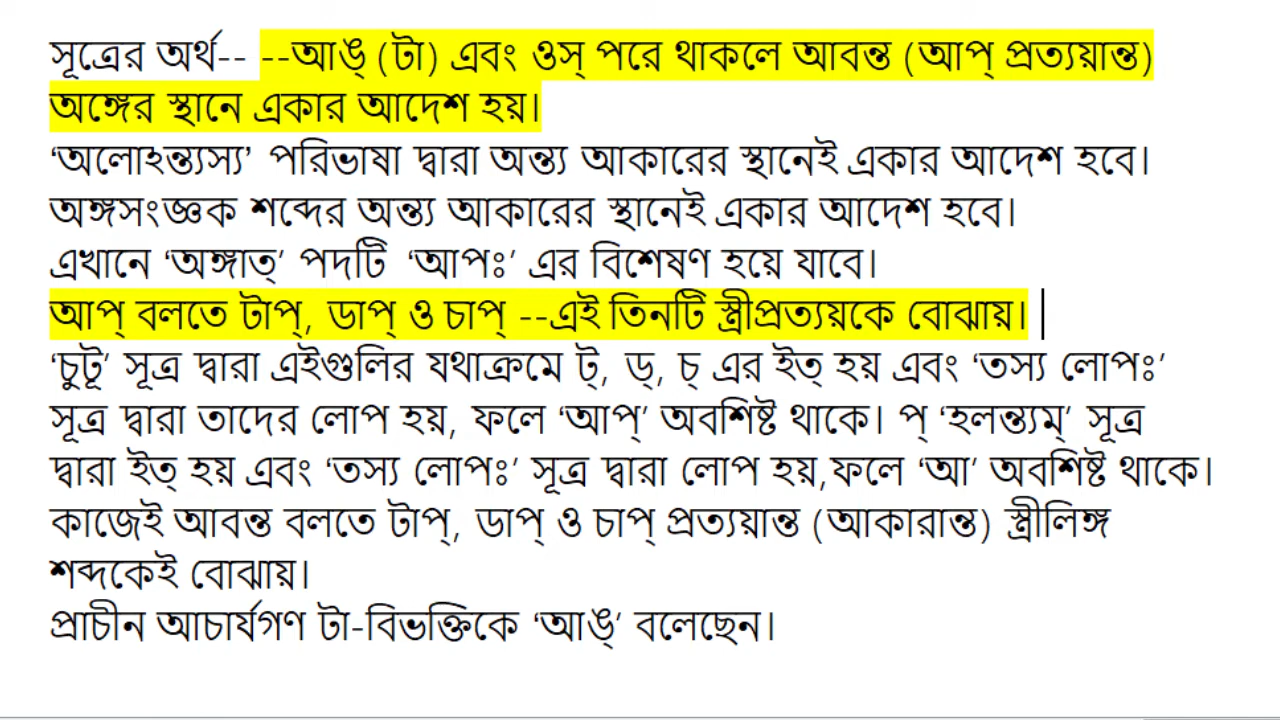 সূত্রের অর্থ-- --আঙ্ (টা) এবং ওস্ পরে থাকলে আবন্ত (আপ্ প্রত্যয়ান্ত)
অঙ্গের স্থানে একার আদেশ হয়।
‘অলোঽন্ত্যস্য’ পরিভাষা দ্বারা অন্ত্য আকারের স্থানেই একার আদেশ হবে।
অঙ্গসংজ্ঞক শব্দের অন্ত্য আকারের স্থানেই একার আদেশ হবে।
এখানে ‘অঙ্গাত্’ পদটি ‘আপঃ’ এর বিশেষণ হয়ে যাবে।
আপ্ বলতে টাপ্, ডাপ্ ও চাপ্ --এই তিনটি স্ত্রীপ্রত্যয়কে বোঝায়।
‘চুটূ’ সূত্র দ্বারা এইগুলির যথাক্রমে ট্, ড্, চ্ এর ইত্ হয় এবং ‘তস্য লোপঃ’
সূত্র দ্বারা তাদের লোপ হয়, ফলে ‘আপ্’ অবশিষ্ট থাকে। প্ ‘হলন্ত্যম্’ সূত্র
দ্বারা ইত্ হয় এবং ‘তস্য লোপঃ’ সূত্র দ্বারা লোপ হয়,ফলে ‘আ’ অবশিষ্ট থাকে।
কাজেই আবন্ত বলতে টাপ্, ডাপ্ ও চাপ্ প্রত্যয়ান্ত (আকারান্ত) স্ত্রীলিঙ্গ
শব্দকেই বোঝায়।
প্রাচীন আচার্যগণ টা-বিভক্তিকে ‘আঙ্’ বলেছেন।